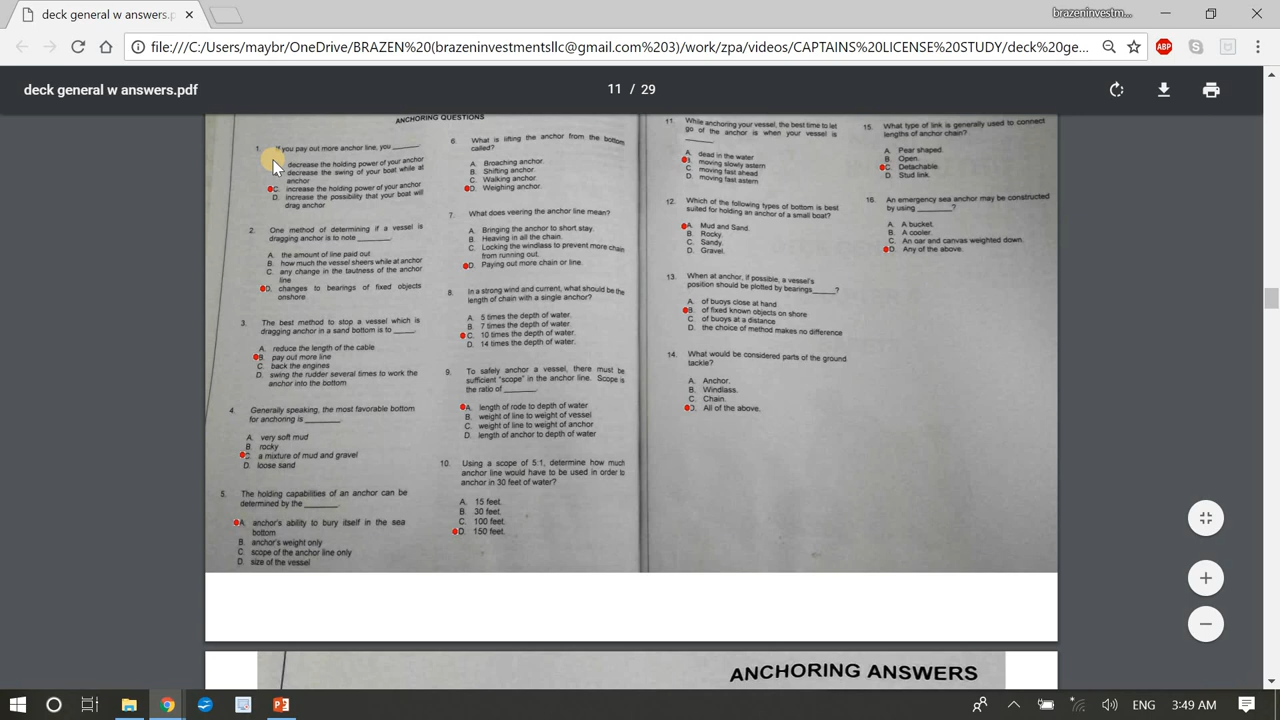 deck general w answers.pdf
brazeninvestm...
file:///C:/Users/maybr/OneDrive/BRAZEN%20(brazeninvestmentsllc@gmail.com%203)/work/zpa/videos/CAPTAINS%20LICENSE%20STUDY/deck%20ge...
ABP
deck general w answers.pdf
11 / 29
ANCHORING QUESTIONS
1. If you pay out more anchor line, you ______
decrease the holding power of your anchor
decrease the swing of your boat while at
anchor
C. increase the holding power of your anchor
D. increase the possibility that your boat will
drag anchor
2. One method of determining if a vessel is
dragging anchor is to note ________.
A. the amount of line paid out
B. how much the vessel sheers while at anchor
C. any change in the tautness of the anchor
line
D. changes to bearings of fixed objects
onshore
3. The best method to stop a vessel which is
dragging anchor in a sand bottom is to _____.
A. reduce the length of the cable
B. pay out more line
C. back the engines
D. swing the rudder several times to work the
anchor into the bottom
4. Generally speaking, the most favorable bottom
for anchoring is ________.
A. very soft mud
B. rocky
C. a mixture of mud and gravel
D. loose sand
5. The holding capabilities of an anchor can be
determined by the ________.
A. anchor's ability to bury itself in the sea
bottom
B. anchor's weight only
C. scope of the anchor line only
D. size of the vessel
6. What is lifting the anchor from the bottom
called?
A. Broaching anchor.
B. Shifting anchor.
C. Walking anchor.
D. Weighing anchor.
7. What does veering the anchor line mean?
A. Bringing the anchor to short stay.
B. Heaving in all the chain.
C. Locking the windlass to prevent more chain
from running out.
D. Paying out more chain or line.
8. In a strong wind and current, what should be the
length of chain with a single anchor?
A. 5 times the depth of water.
B. 7 times the depth of water.
C. 10 times the depth of water.
D. 14 times the depth of water.
9. To safely anchor a vessel, there must be
sufficient "scope" in the anchor line. Scope is
the ratio of ________.
A. length of rode to depth of water
B. weight of line to weight of vessel
C. weight of line to weight of anchor
D. length of anchor to depth of water
10. Using a scope of 5:1, determine how much
anchor line would have to be used in order to
anchor in 30 feet of water?
A. 15 feet.
B. 30 feet.
C. 100 feet.
D. 150 feet.
11. While anchoring your vessel, the best time to let
go of the anchor is when your vessel is
______
A. dead in the water
B. moving slowly astern
C. moving fast ahead
D. moving fast astern
12. Which of the following types of bottom is best
suited for holding an anchor of a small boat?
A. Mud and Sand.
B. Rocky.
C. Sandy.
D. Gravel.
13. When at anchor, if possible, a vessel's
position should be plotted by bearings_____?
A. of buoys close at hand
B. of fixed known objects on shore
C. of buoys at a distance
D. the choice of method makes no difference
14. What would be considered parts of the ground
tackle?
A. Anchor.
B. Windlass.
C. Chain.
D. All of the above.
15. What type of link is generally used to connect
lengths of anchor chain?
A. Pear shaped.
B. Open.
C. Detachable.
D. Stud link.
16. An emergency sea anchor may be constructed
by using ________?
A. A bucket.
B. A cooler.
C. An oar and canvas weighted down.
D. Any of the above.
ANCHORING ANSWERS
ENG
3:49 AM